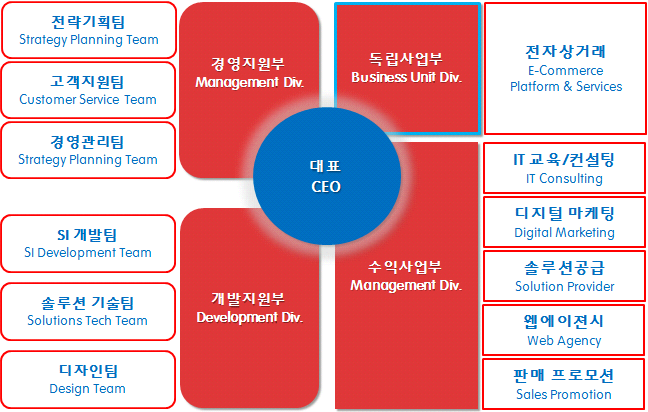 전략기획팀
Strategy Planning Team
고객지원팀
Customer Service Team
경영관리팀
Strategy Planning Team
경영지원부
Management Div.
독립사업부
Business Unit Div.
전자상거래
E-Commerce
Platform & Services
대표
CEO
SI 개발팀
SI Development Team
솔루션 기술팀
Solutions Tech Team
디자인팀
Design Team
개발지원부
Development Div.
수익사업부
Management Div.
IT 교육/컨설팅
IT Consulting
디지털 마케팅
Digital Marketing
솔루션공급
Solution Provider
웹에이젼시
Web Agency
판매 프로모션
Sales Promotion